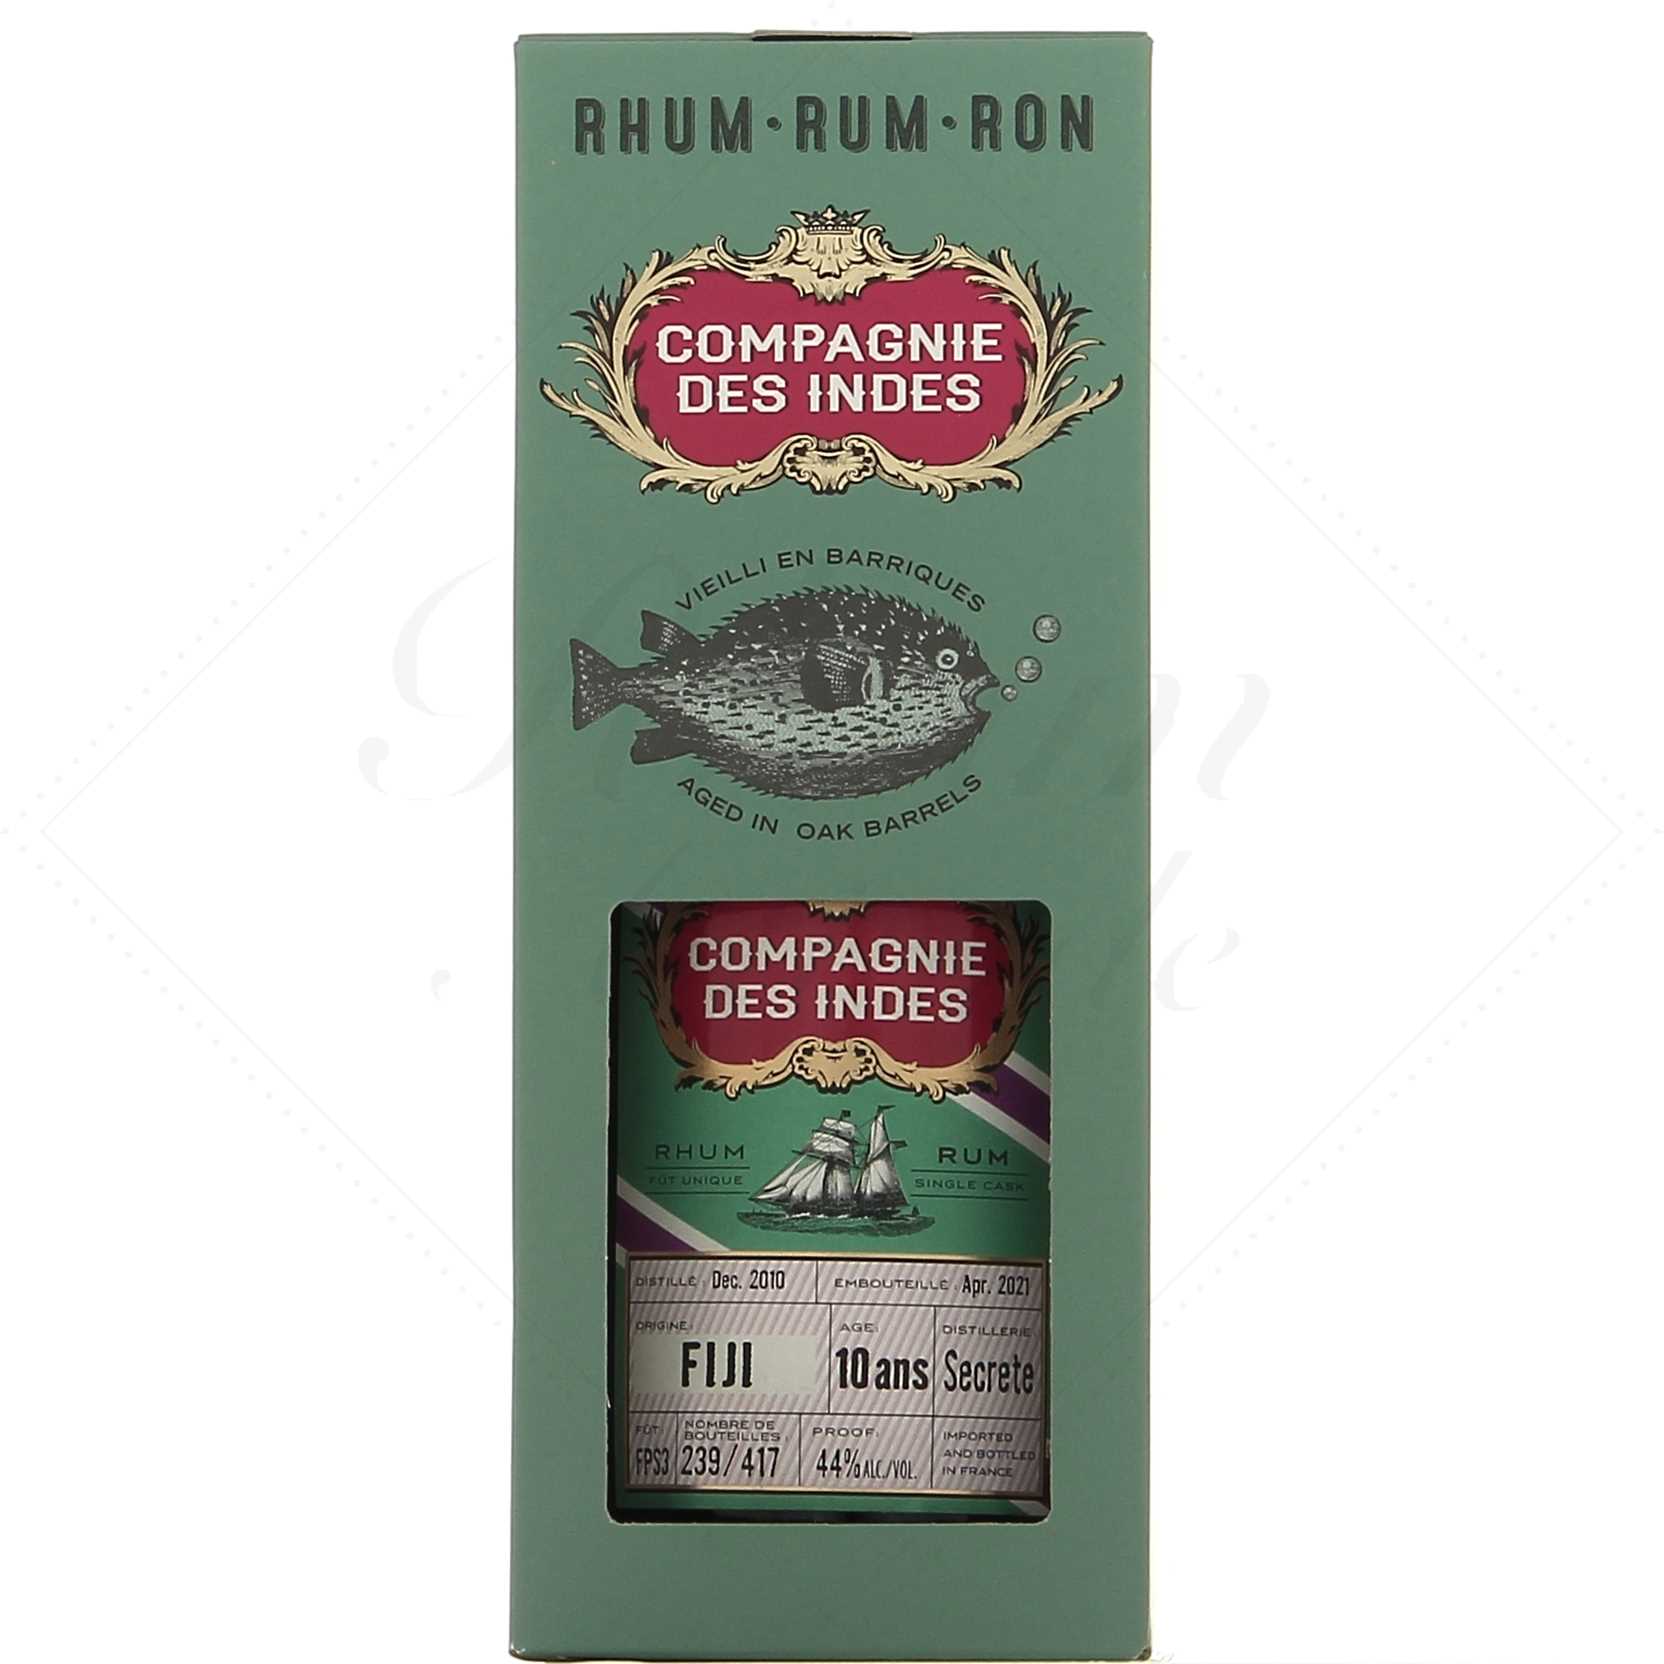 RHUM·RUM·RON
COMPAGNIE
DES INDES
VIEILLI EN BARRIQUES
AGED IN OAK BARRELS
COMPAGNIE
DES INDES
RHUM
FÛT UNIQUE
RUM
SINGLE CASK
DISTILLÉ : Dec. 2010
EMBOUTEILLÉ : Apr. 2021
ORIGINE:
FIJI
AGE:
10 ans
DISTILLERIE:
Secrete
FÛT:
FPS3
NOMBRE DE
BOUTEILLES :
239/417
PROOF:
44% ALC./VOL.
IMPORTED
AND BOTTLED
IN FRANCE